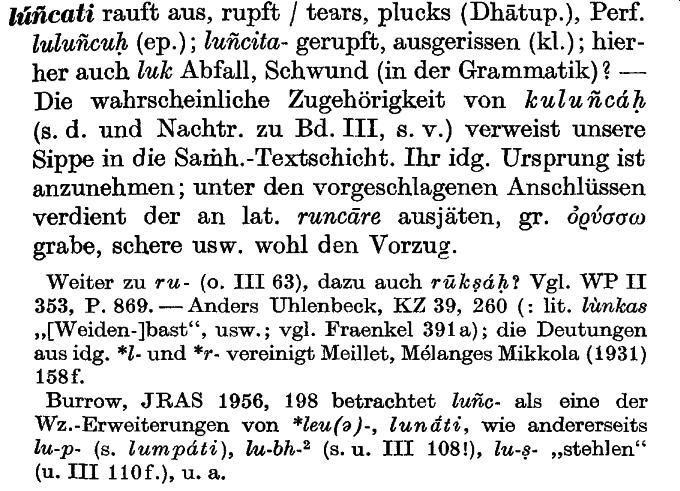 lúñcati rauft aus, rupft / tears, plucks (Dhātup.), Perf.
luluñcuḥ (ep.); luñcita- gerupft, ausgerissen (kl.); hier-
her auch luk Abfall, Schwund (in der Grammatik)? —
Die wahrscheinliche Zugehörigkeit von kuluñcáḥ
(s. d. und Nachtr. zu Bd. III, s. v.) verweist unsere
Sippe in die Saṁh.-Textschicht. Ihr idg. Ursprung ist
anzunehmen; unter den vorgeschlagenen Anschlüssen
verdient der an lat. runcāre ausjäten, gr. ὀρύσσω
grabe, schere usw. wohl den Vorzug.
Weiter zu ru- (o. III 63), dazu auch rūkṣáḥ? Vgl. WP II
353, P. 869. — Anders Uhlenbeck, KZ 39, 260 (: lit. lùnkas
„[Weiden-]bast“, usw.; vgl. Fraenkel 391a); die Deutungen
aus idg. *l- und *r- vereinigt Meillet, Mélanges Mikkola (1931)
158f.
Burrow, JRAS 1956, 198 betrachtet luñc- als eine der
Wz.-Erweiterungen von *leu(ə)-, lunā́ti, wie andererseits
lu-p- (s. lumpáti), lu-bh-² (s. u. III 108!), lu-ṣ- „stehlen“
(u. III 110f.), u. a.